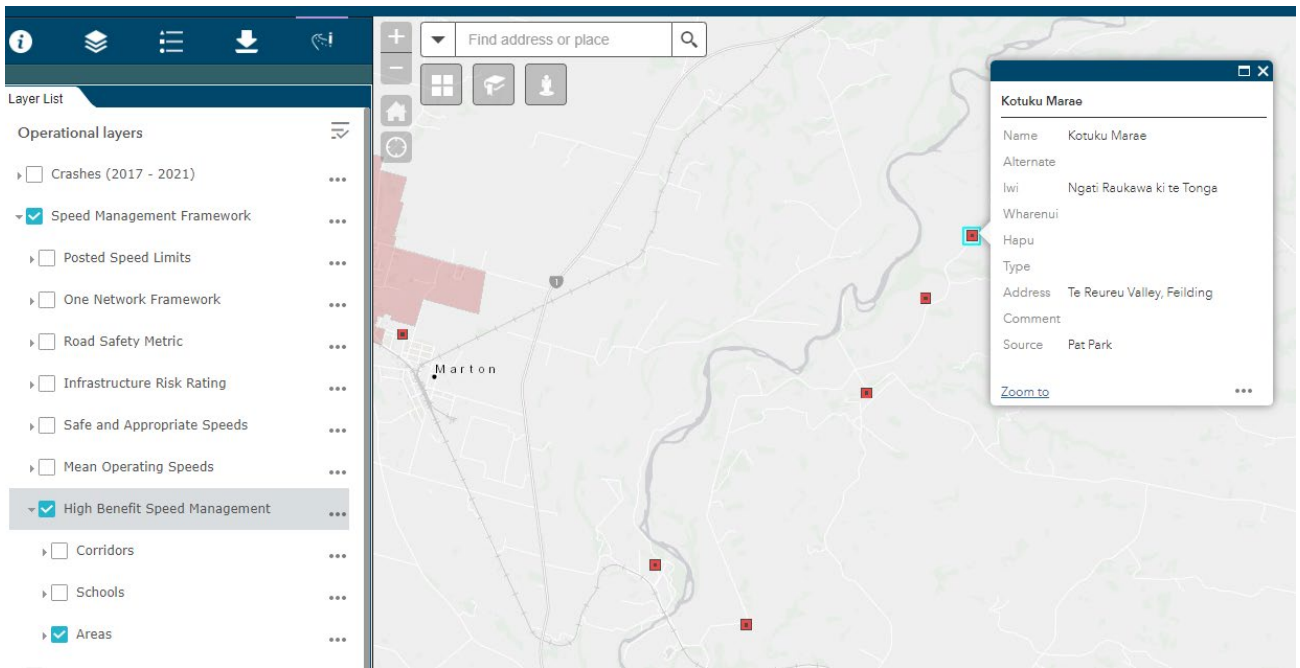 Find address or place
Layer List
Operational layers
Crashes (2017 - 2021)
Speed Management Framework
Posted Speed Limits
One Network Framework
Road Safety Metric
Infrastructure Risk Rating
Safe and Appropriate Speeds
Mean Operating Speeds
High Benefit Speed Management
Corridors
Schools
Areas
1
Marton
Kotuku Marae
Name Kotuku Marae
Alternate
Iwi Ngati Raukawa ki te Tonga
Wharenui
Hapu
Type
Address Te Reureu Valley, Feilding
Comment
Source Pat Park
Zoom to